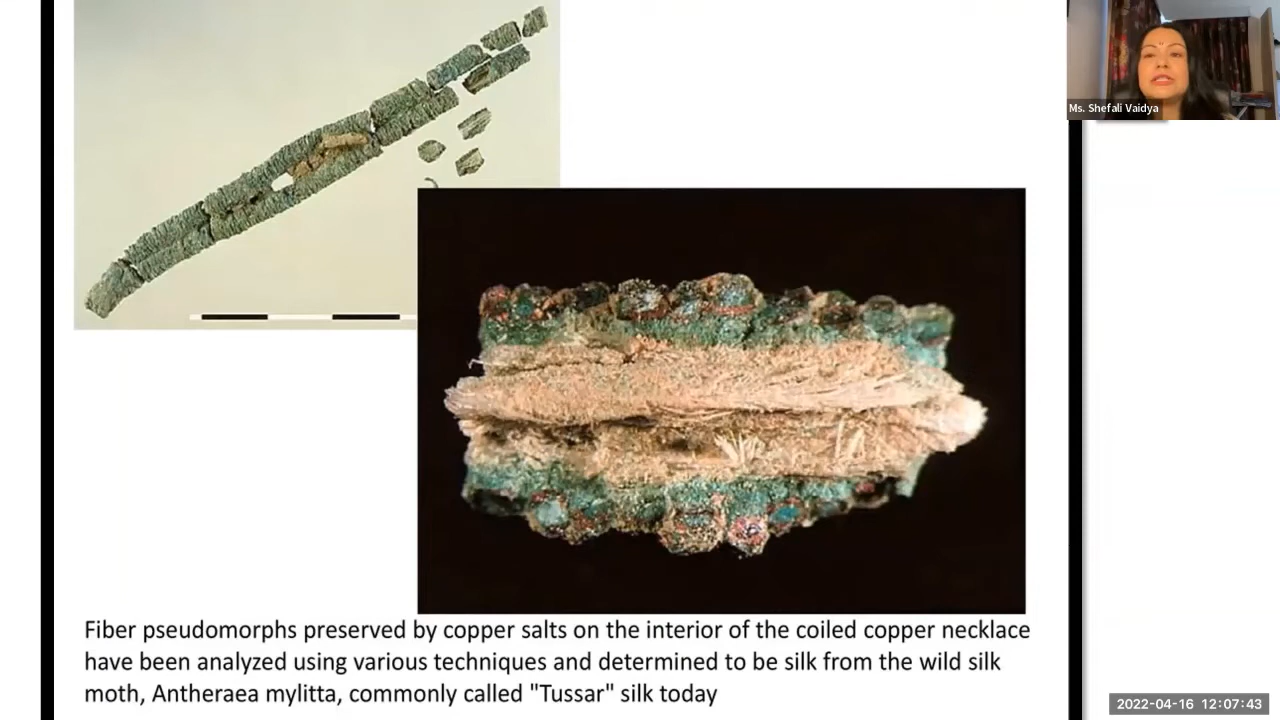 Ms. Shefali Vaidya
Fiber pseudomorphs preserved by copper salts on the interior of the coiled copper necklace
have been analyzed using various techniques and determined to be silk from the wild silk
moth, Antheraea mylitta, commonly called "Tussar" silk today
2022-04-16 12:07:43